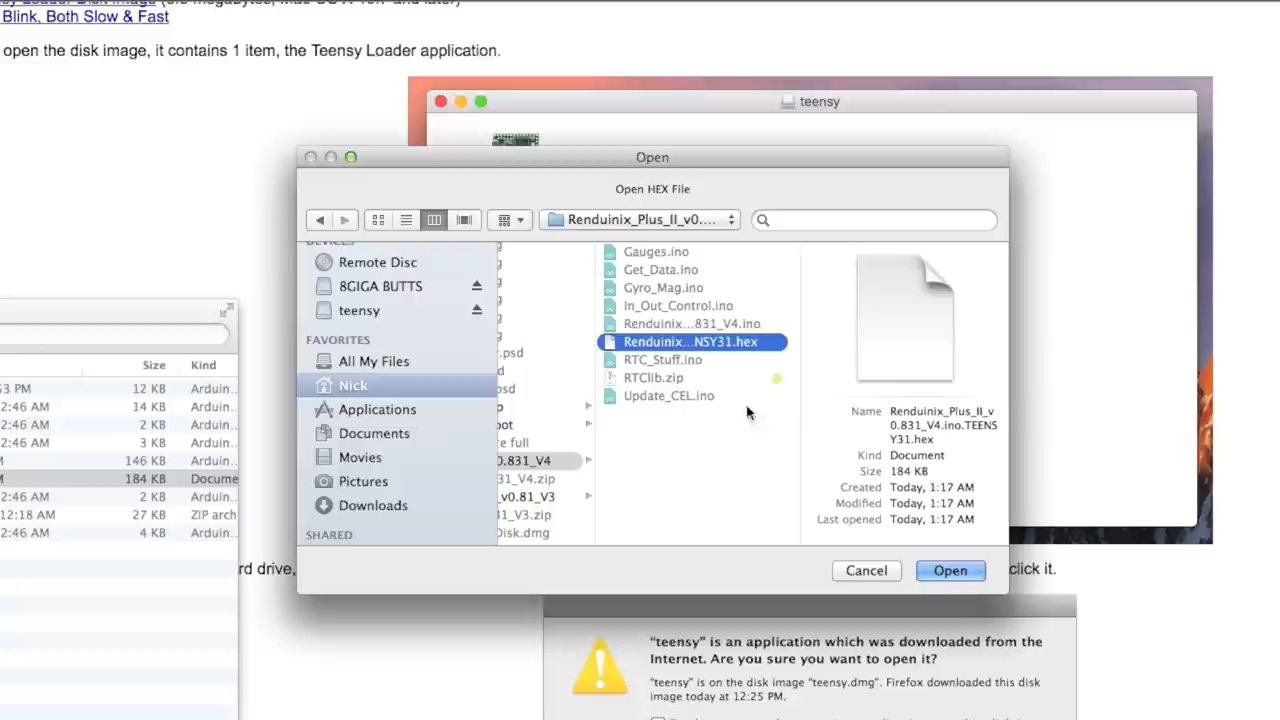 Blink, Both Slow & Fast
open the disk image, it contains 1 item, the Teensy Loader application.
teensy
Open
Open HEX File
Renduinix_Plus_II_v0....
DEVICES
Remote Disc
8GIGA BUTTS
teensy
FAVORITES
All My Files
Nick
Applications
Documents
Movies
Pictures
Downloads
SHARED
.psd
0.831_V4
31_V4.zip
_v0.81_V3
31_V3.zip
Disk.dmg
Gauges.ino
Get_Data.ino
Gyro_Mag.ino
In_Out_Control.ino
Renduinix...831_V4.ino
Renduinix...NSY31.hex
RTC_Stuff.ino
RTClib.zip
Update_CEL.ino
Name Renduinix_Plus_II_v
0.831_V4.ino.TEENS
Y31.hex
Kind Document
Size 184 KB
Created Today, 1:17 AM
Modified Today, 1:17 AM
Last opened Today, 1:17 AM
Cancel
Open
Size Kind
3 PM 12 KB Arduin...
2:46 AM 14 KB Arduin...
2:46 AM 2 KB Arduin...
2:46 AM 3 KB Arduin...
146 KB Arduin...
184 KB Docume
2:46 AM 2 KB Arduin...
12:18 AM 27 KB ZIP arch
2:46 AM 4 KB Arduin...
rd drive,
click it.
"teensy" is an application which was downloaded from the
Internet. Are you sure you want to open it?
"teensy" is on the disk image "teensy.dmg". Firefox downloaded this disk
image today at 12:25 PM.